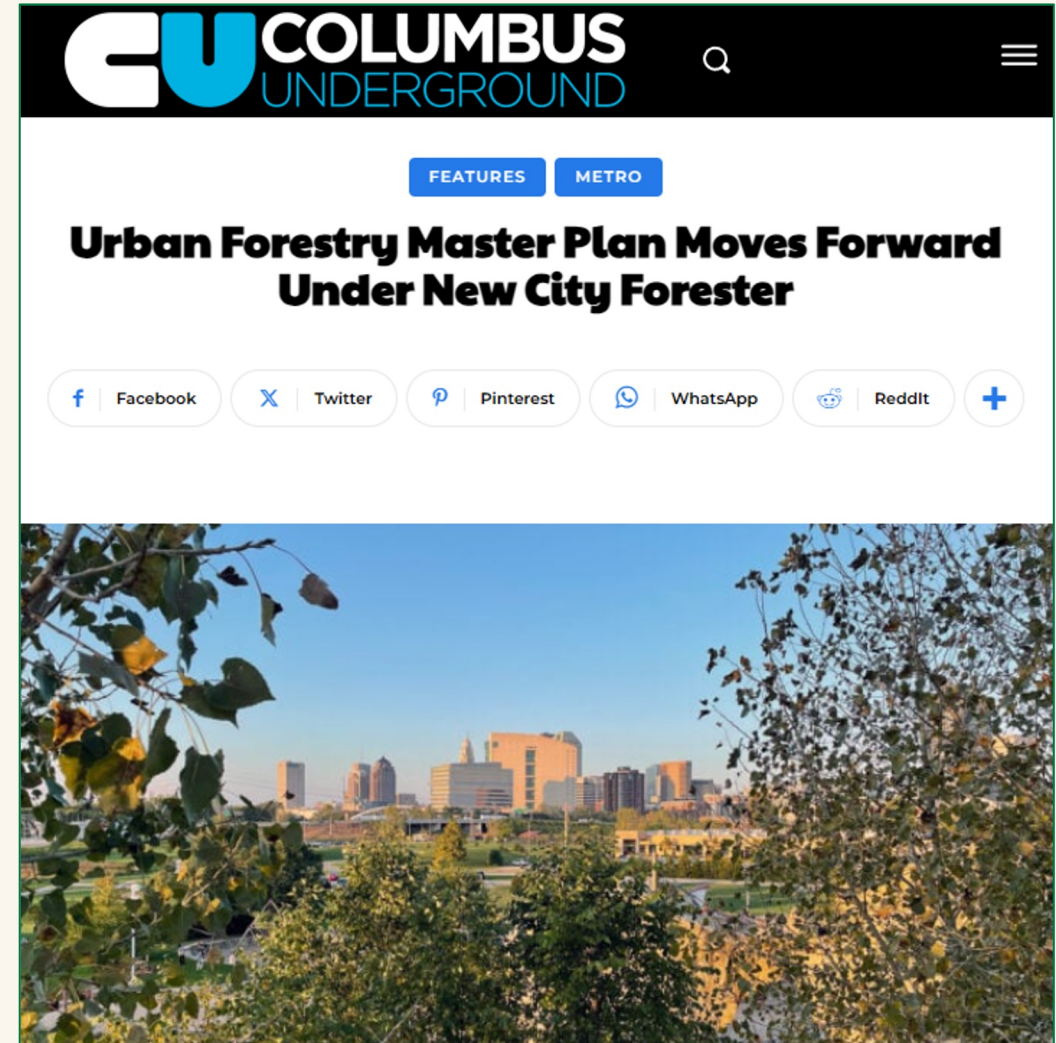 CU COLUMBUS
UNDERGROUND
FEATURES METRO
Urban Forestry Master Plan Moves Forward
Under New City Forester
Facebook Twitter Pinterest WhatsApp ReddIt